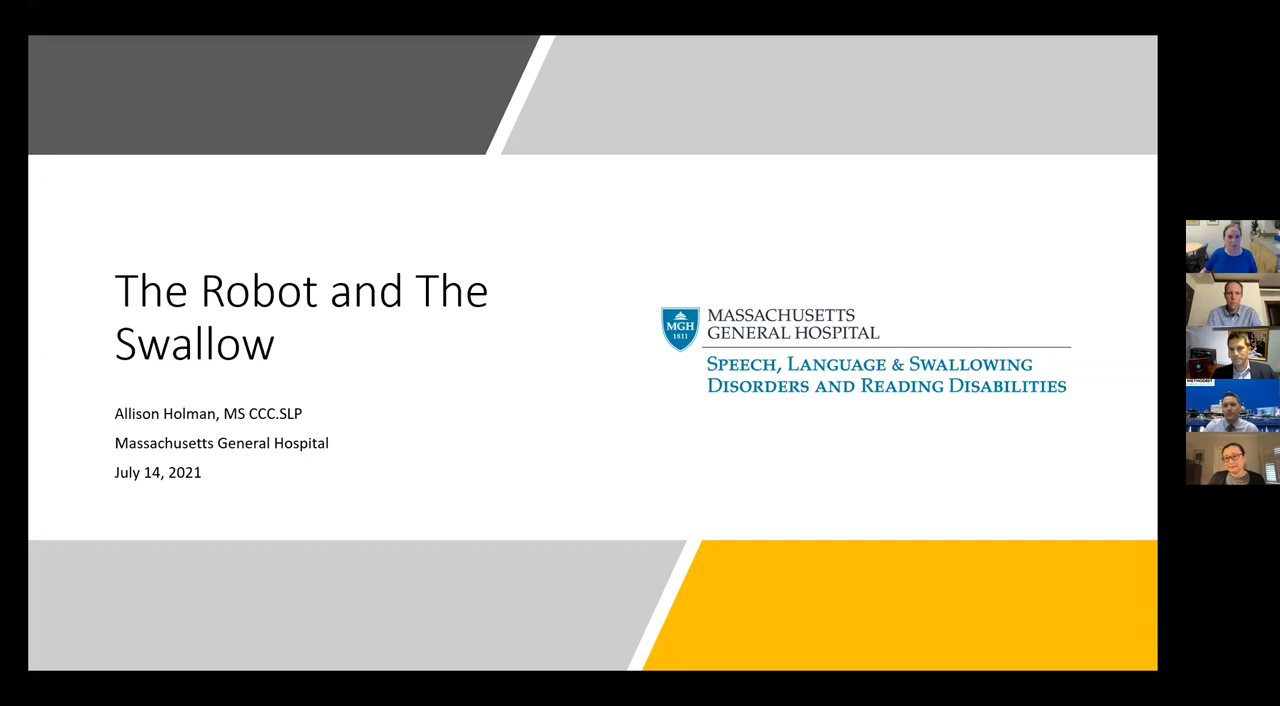 The Robot and The
Swallow
Allison Holman, MS CCC.SLP
Massachusetts General Hospital
July 14, 2021
MGH
1811
MASSACHUSETTS
GENERAL HOSPITAL
SPEECH, LANGUAGE & SWALLOWING
DISORDERS AND READING DISABILITIES
METHODIST